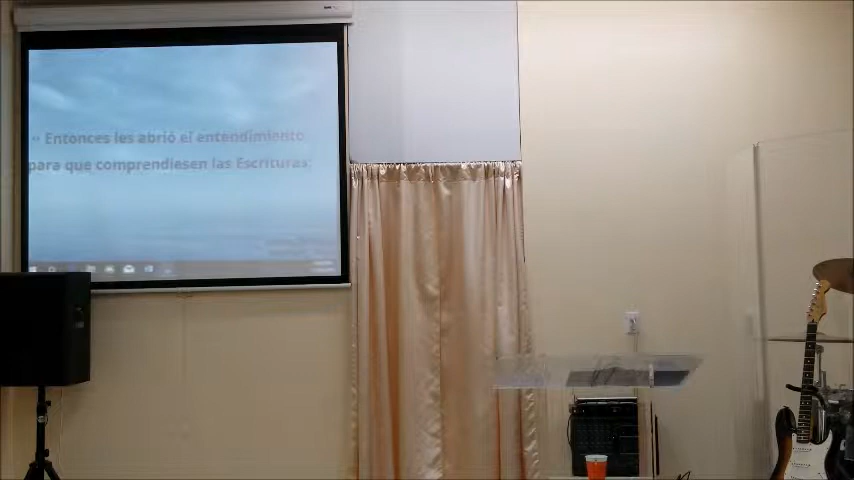 " Entonces les abrió el entendimiento
para que comprendiesen las Escrituras;